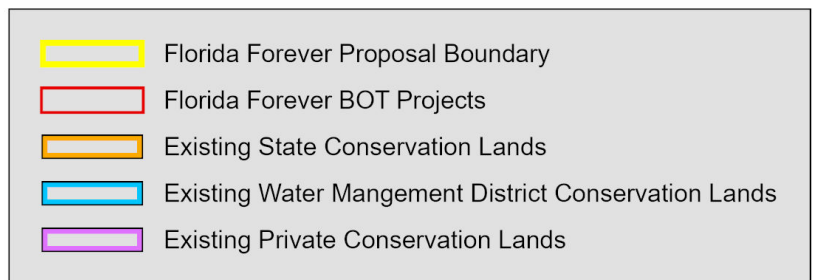 Florida Forever Proposal Boundary
Florida Forever BOT Projects
Existing State Conservation Lands
Existing Water Mangement District Conservation Lands
Existing Private Conservation Lands